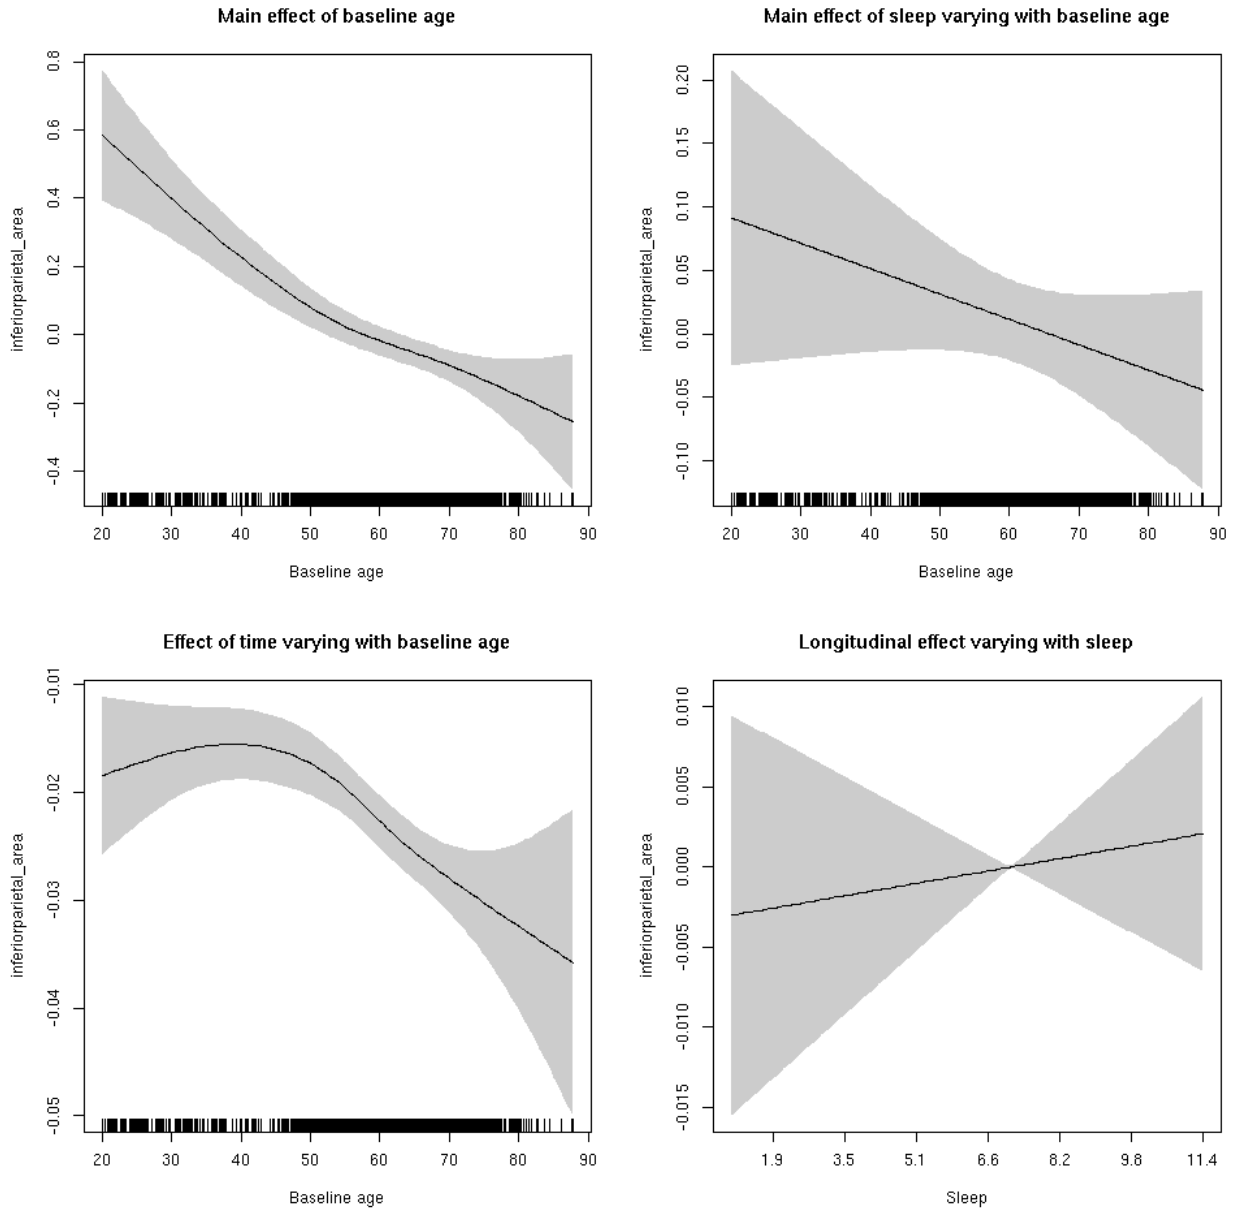 Main effect of baseline age
0.8
0.6
0.4
0.2
0.0
-0.2
-0.4
inferiorparietal_area
20 30 40 50 60 70 80 90
Baseline age
Main effect of sleep varying with baseline age
0.20
0.15
0.10
0.05
0.00
-0.05
-0.10
inferiorparietal_area
20 30 40 50 60 70 80 90
Baseline age
Effect of time varying with baseline age
-0.01
-0.02
-0.03
-0.04
-0.05
inferiorparietal_area
20 30 40 50 60 70 80 90
Baseline age
Longitudinal effect varying with sleep
0.010
0.005
0.000
-0.005
-0.010
-0.015
inferiorparietal_area
1.9 3.5 5.1 6.6 8.2 9.8 11.4
Sleep